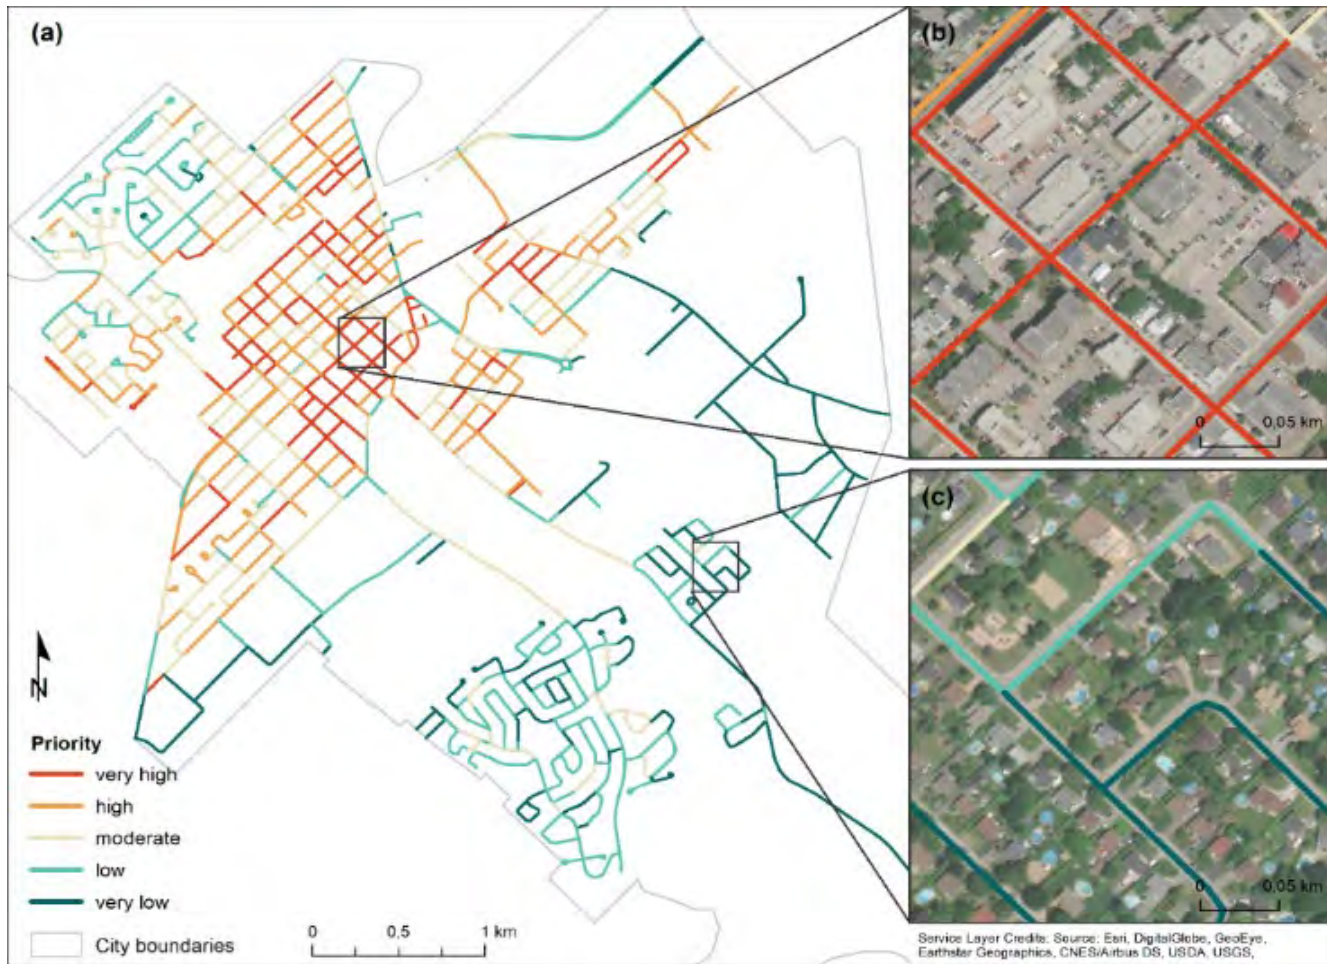 (a)
(b)
0 0,05 km
(c)
0 0,05 km
N
Priority
very high
high
moderate
low
very low
City boundaries
0 0,5 1 km
Service Layer Credits: Source: Esri, DigitalGlobe, GeoEye,
Earthstar Geographics, CNES/Airbus DS, USDA, USGS,